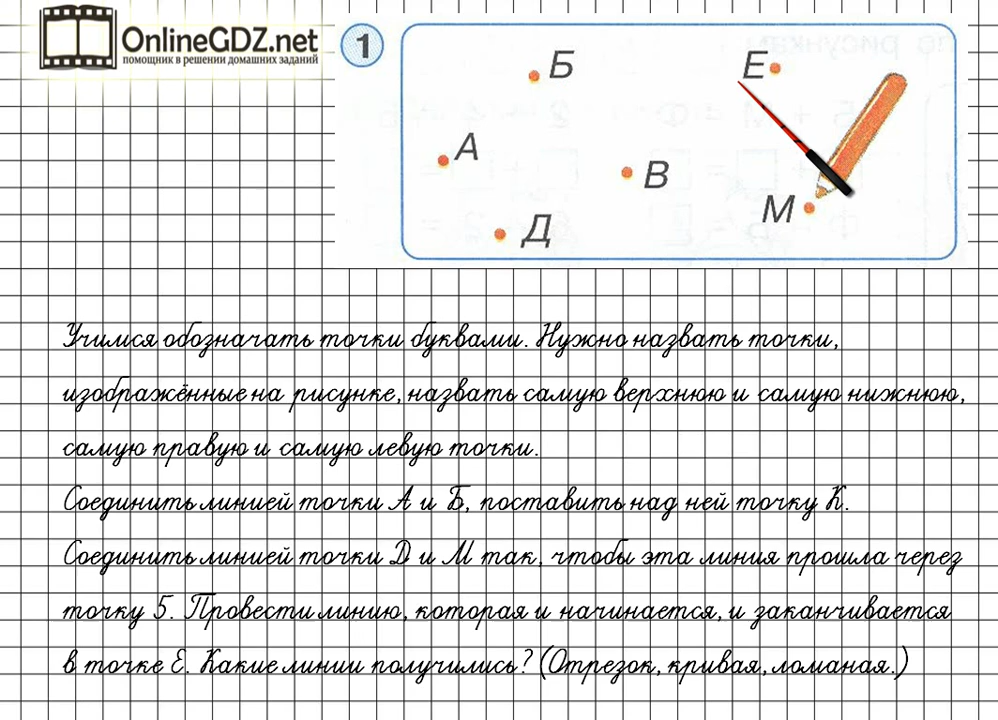 OnlineGDZ.net
помощник в решении домашних заданий
1
Б
Е
А
В
М
Д
Учимся обозначать точки буквами. Нужно назвать точки,
изображённые на рисунке, назвать самую верхнюю и самую нижнюю,
самую правую и самую левую точки.
Соединить линией точки А и Б, поставить над ней точку К.
Соединить линией точки Д и М так, чтобы эта линия прошла через
точку 5. Провести линию, которая и начинается, и заканчивается
в точке Е. Какие линии получились? (Отрезок, кривая, ломаная.)